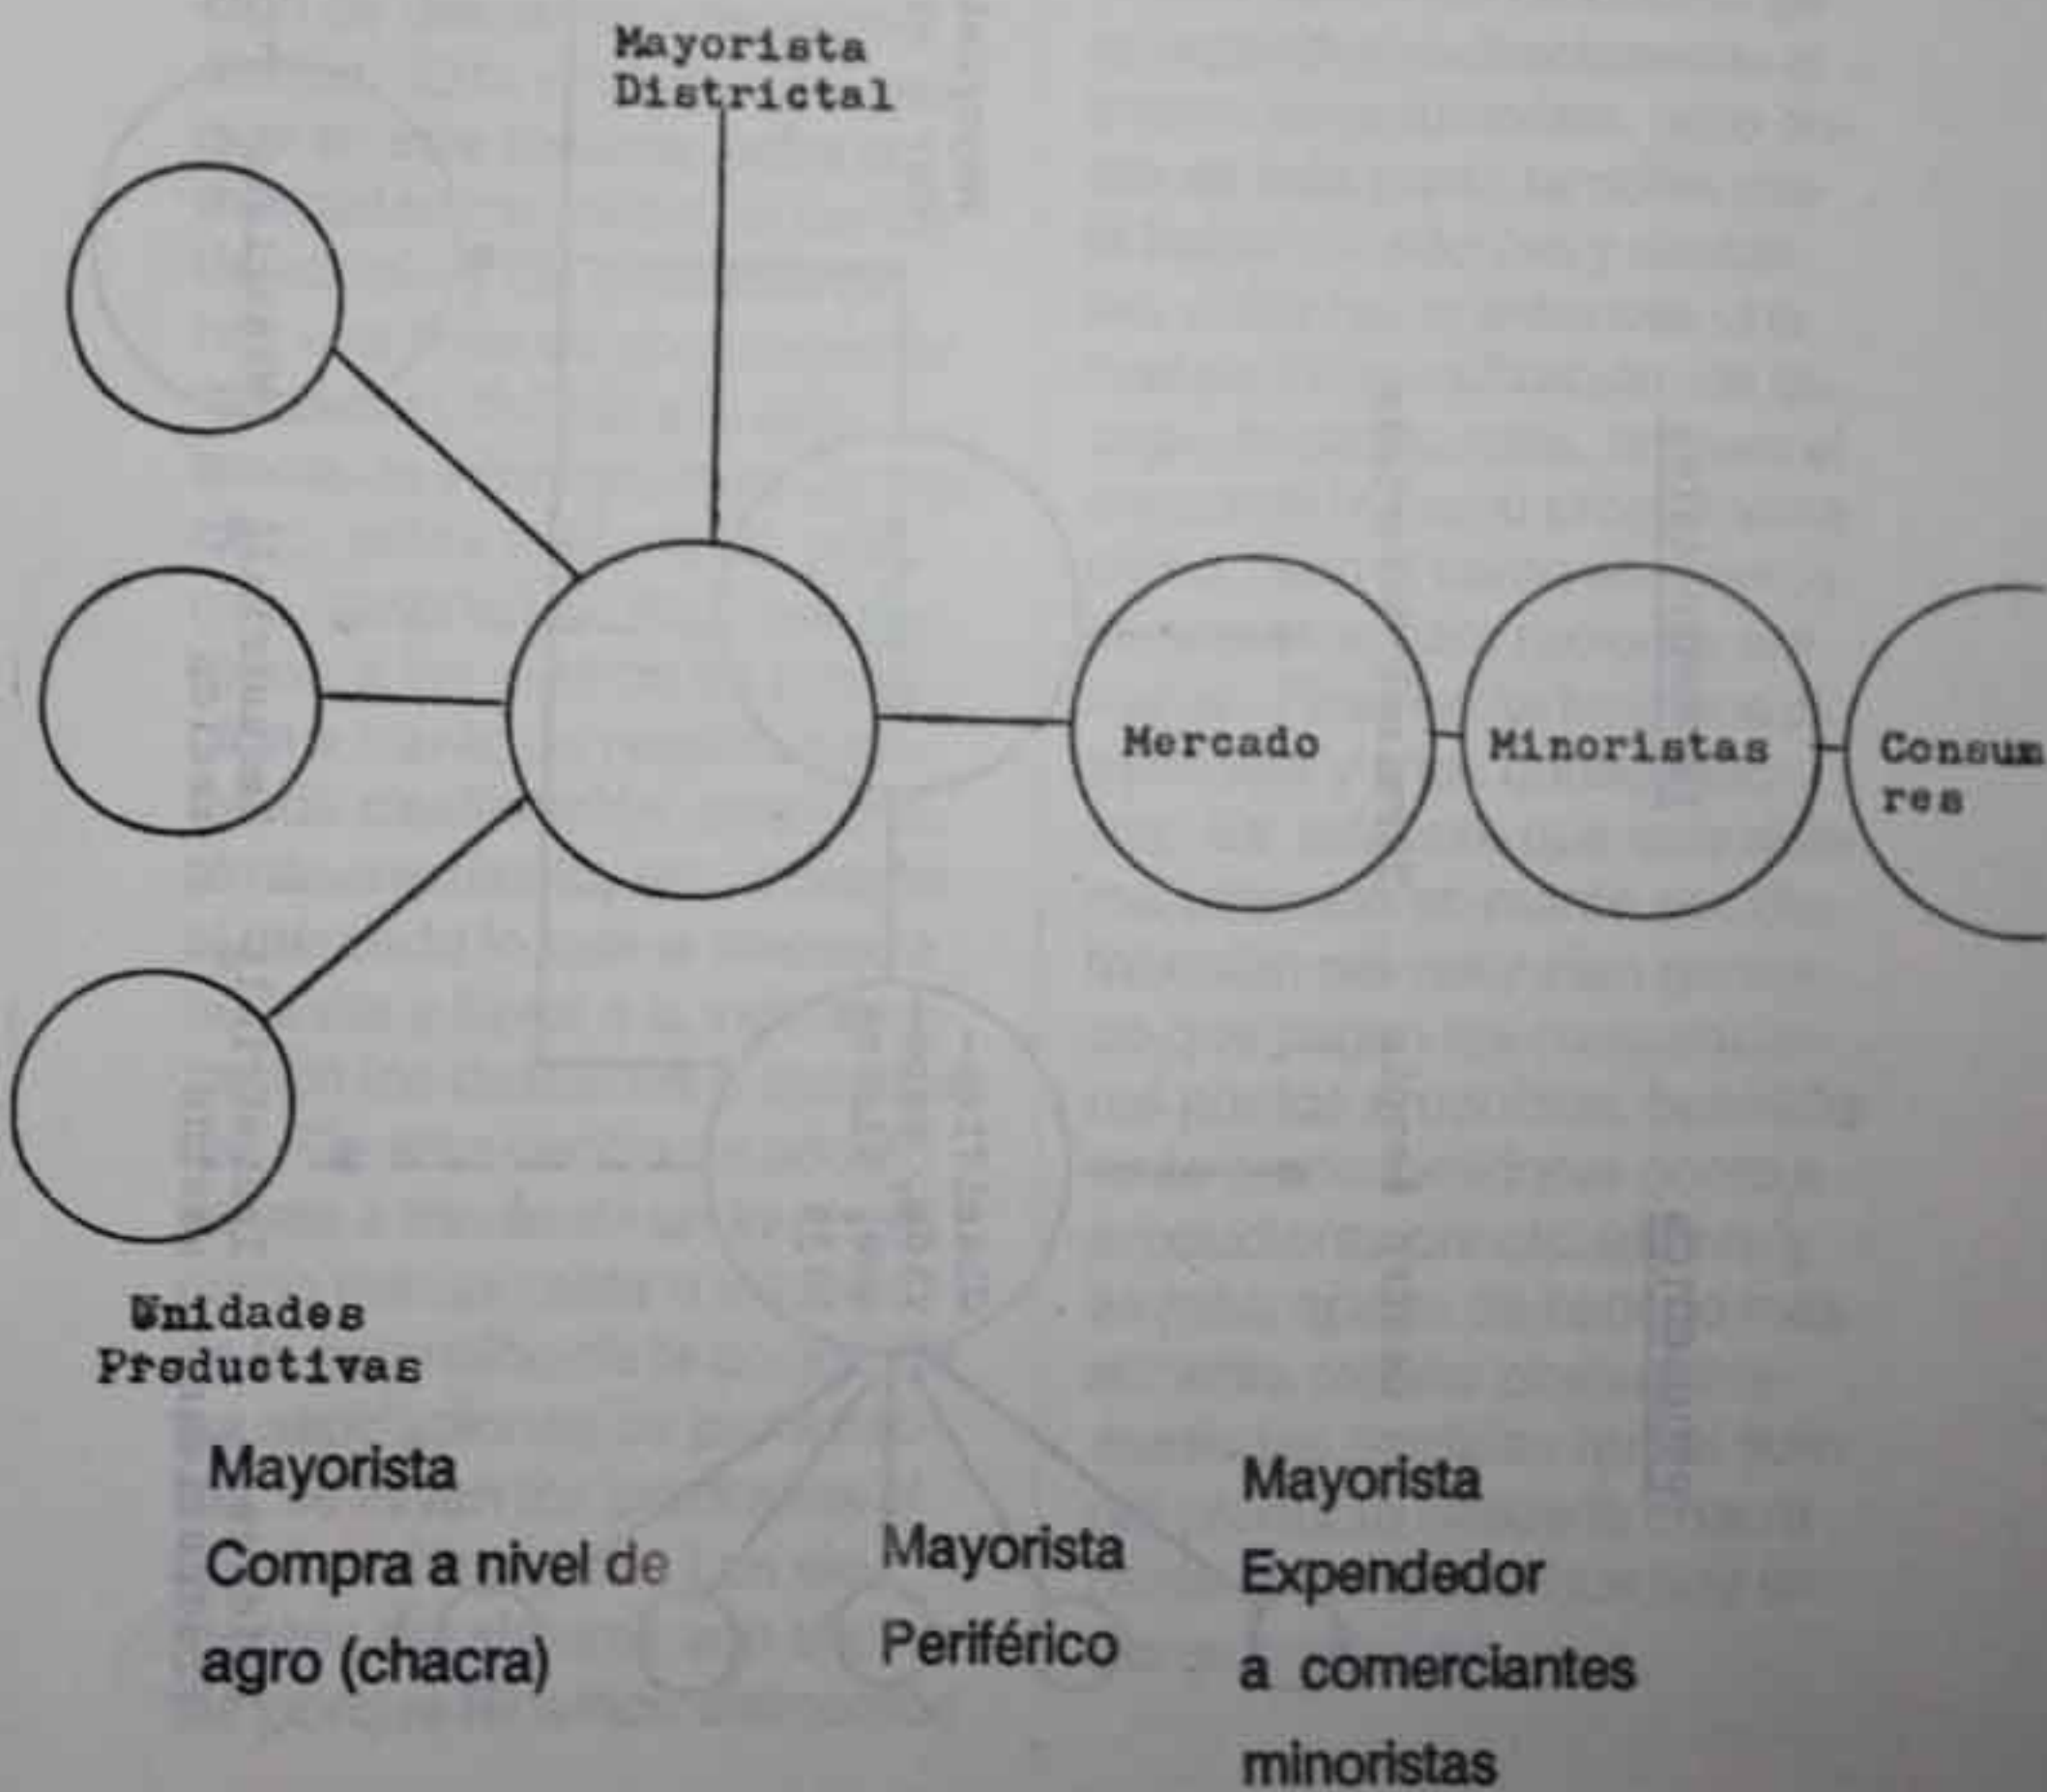 Mayorista
Districtal
Mercado
Minoristas
Consum
res
Unidades
Productivas
Mayorista
Compra a nivel de
agro (chacra)
Mayorista
Periférico
Mayorista
Expendedor
a comerciantes
minoristas